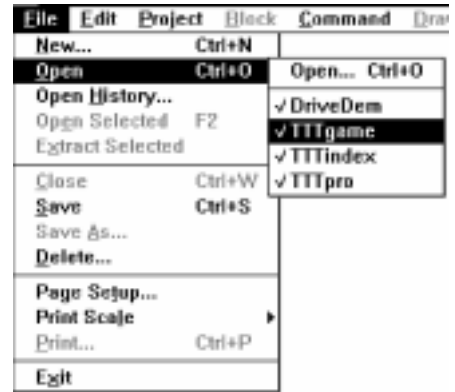 File Edit Project Block Command Dra
New... Ctrl+N
Open Ctrl+O
Open... Ctrl+O
Open History...
✓DriveDem
Open Selected F2
✓TTTgame
Extract Selected
✓TTTindex
Close Ctrl+W
✓TTTpro
Save Ctrl+S
Save As...
Delete...
Page Setup...
Print Scale
Print... Ctrl+P
Exit